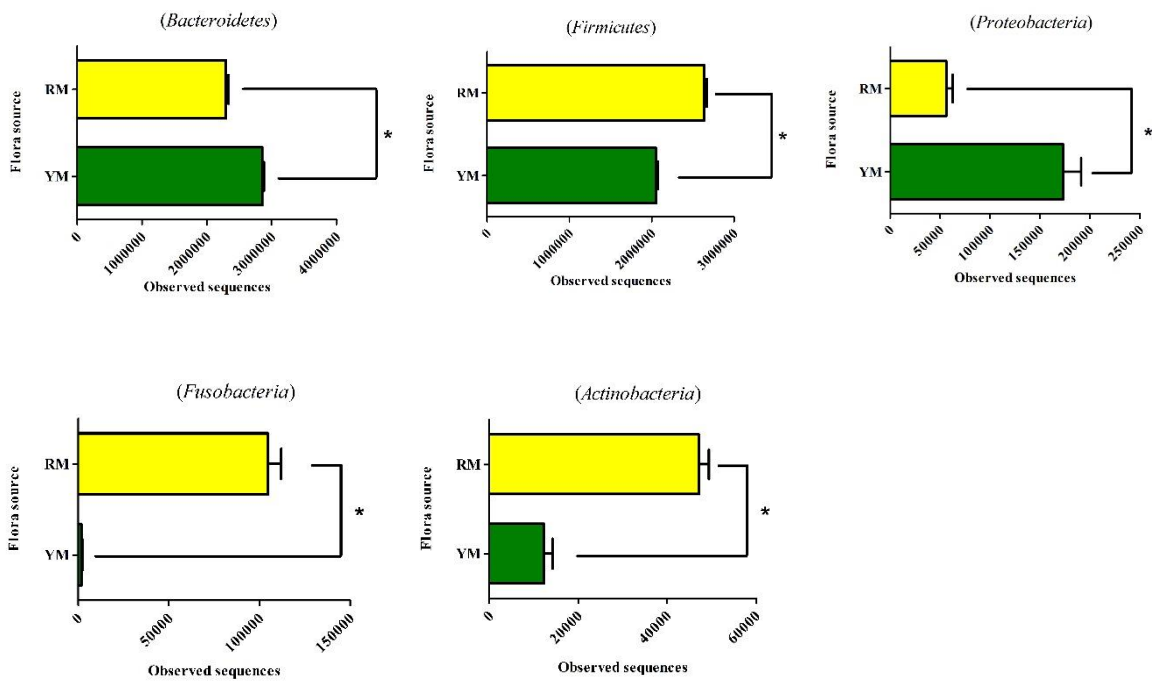 (Bacteroidetes)
Flora source
RM
YM
*
0
1000000
2000000
3000000
4000000
Observed sequences
(Firmicutes)
Flora source
RM
YM
*
0
1000000
2000000
3000000
Observed sequences
(Proteobacteria)
Flora source
RM
YM
*
0
50000
100000
150000
200000
250000
Observed sequences
(Fusobacteria)
Flora source
RM
YM
*
0
50000
100000
150000
Observed sequences
(Actinobacteria)
Flora source
RM
YM
*
0
20000
40000
60000
Observed sequences